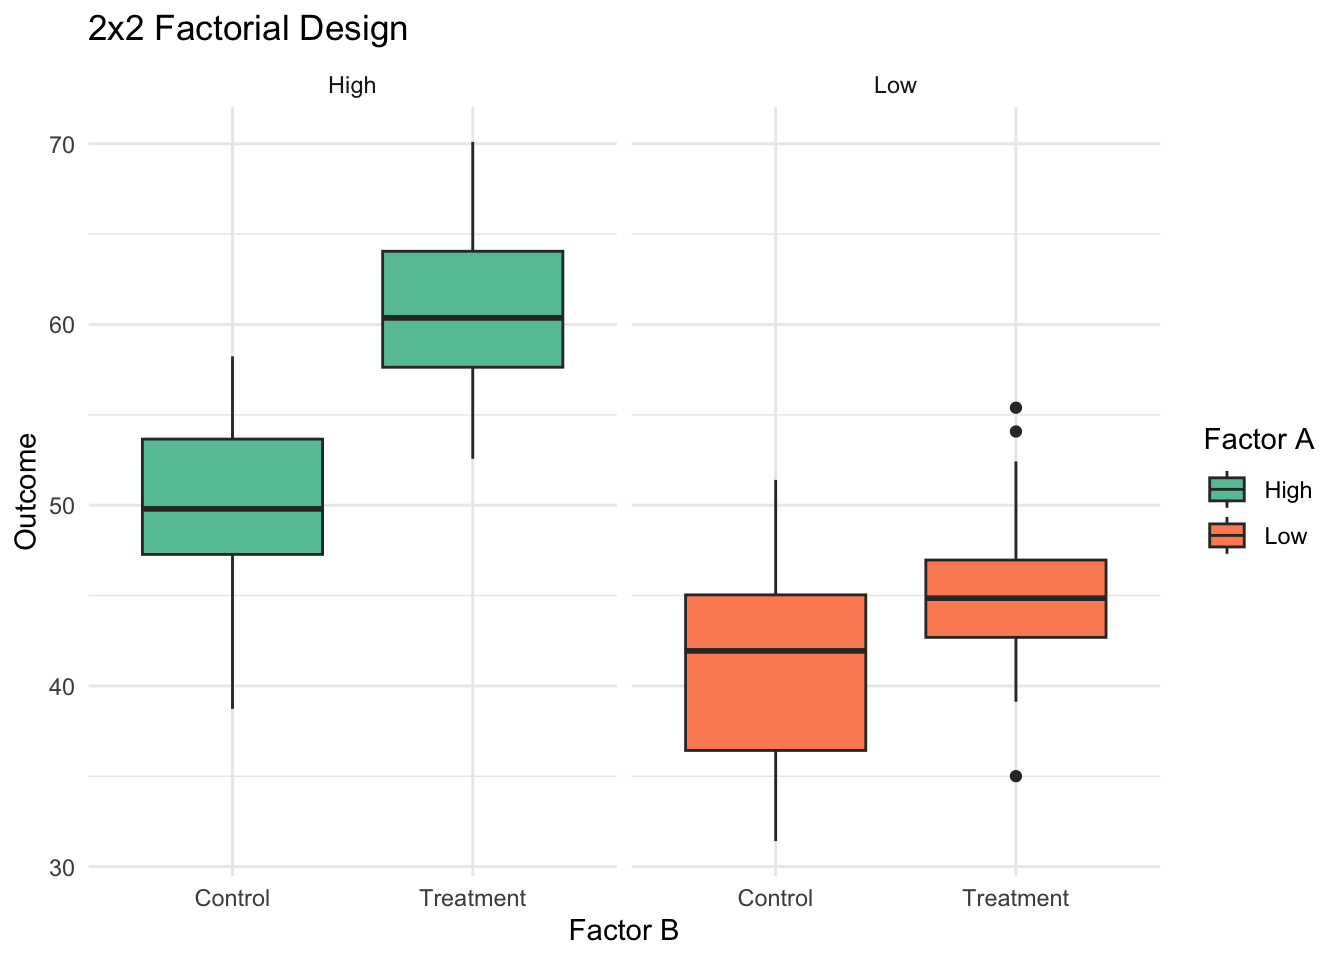 2x2 Factorial Design
High
Low
70
60
50
40
30
Outcome
Control
Treatment
Control
Treatment
Factor B
Factor A
High
Low